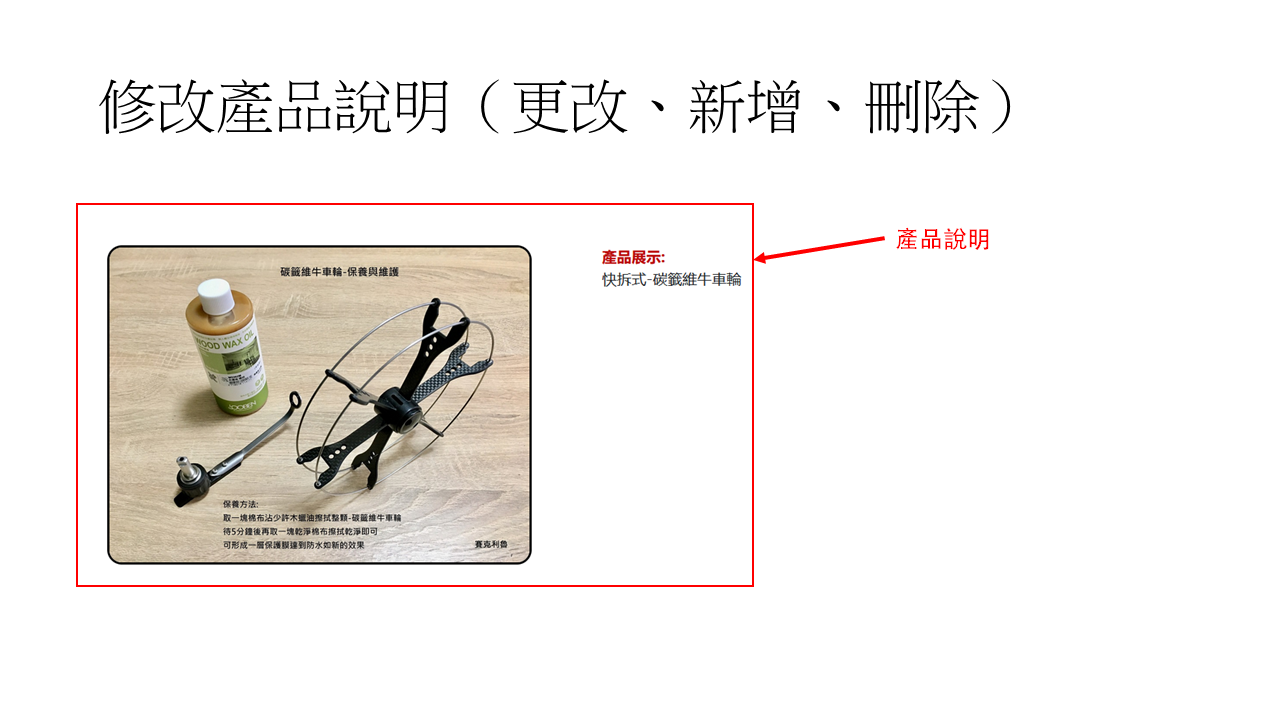 修改產品說明（更改、新增、刪除）
產品說明
產品展示:
快拆式-碳籤維牛車輪
碳籤維牛車輪-保養與維護
WOOD WAX OIL
保養方法:
取一塊棉布沾少許木蠟油擦拭整顆-碳籤維牛車輪
待5分鐘後再取一塊乾淨棉布擦拭乾淨即可
可形成一層保護膜達到防水如新的效果
賽克利魯